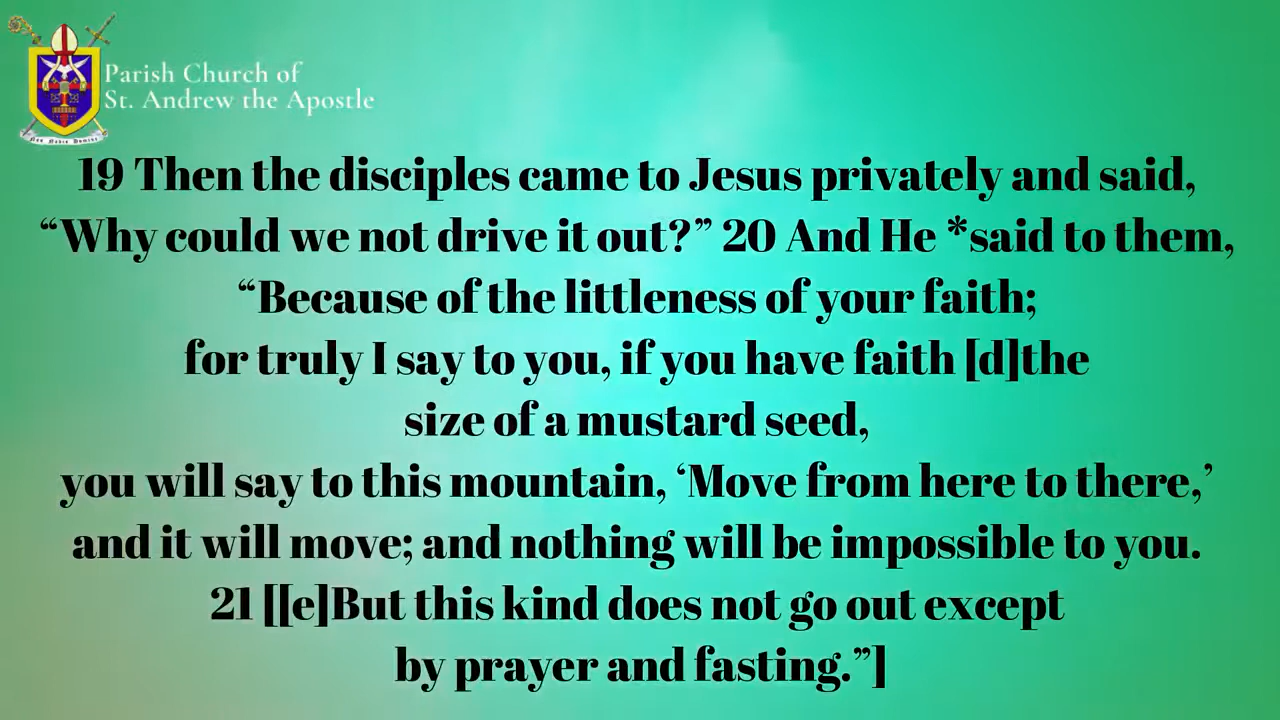 Parish Church of
St. Andrew the Apostle
19 Then the disciples came to Jesus privately and said,
“Why could we not drive it out?” 20 And He *said to them,
“Because of the littleness of your faith;
for truly I say to you, if you have faith [d]the
size of a mustard seed,
you will say to this mountain, ‘Move from here to there,’
and it will move; and nothing will be impossible to you.
21 [[e]But this kind does not go out except
by prayer and fasting.”]